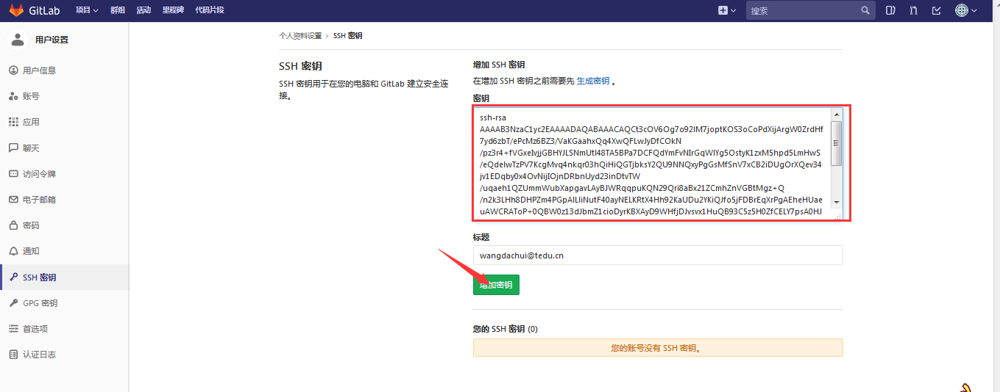 GitLab 项目 群组 活动 里程碑 代码片段 搜索
用户设置
用户信息
账号
应用
聊天
访问令牌
电子邮箱
密码
通知
SSH 密钥
GPG 密钥
首选项
认证日志
个人资料设置 › SSH 密钥
SSH 密钥
SSH 密钥用于在您的电脑和 GitLab 建立安全连
接。
增加 SSH 密钥
在增加 SSH 密钥之前需要先 生成密钥 。
密钥
ssh-rsa
AAAAB3NzaC1yc2EAAAADAQABAAACAQCt3cOV6Og7o92IM7joptKOS3oCoPdXijArgW0ZrdHf
7yd6zbT/ePcMz6BZ3/VaKGaahxQq4XwQFLwJyDfCOkN
/pz3r4+fVGxeIvjjGBHYJLSNmUtl48TA5BPa7DCFQdYmFvNIrGqWlYg5OstyK1zxM5hpd5LmHwS
/eQdelwTzPV7KcgMvq4nkqr03hQiHiQGTjbksY2QU9NNQxyPgGsMfSnV7xCB2iDUgOrXQev34
jv1EDqby0x4OvNijIOjnDRbnUyd23inDtvTW
/uqaeh1QZUmmWubXapgavLAyBJWRqqpuKQN29Qri8aBx21ZCmhZnVGBtMgz+Q
/n2k3LHh8DHPZm4PGpAlLIiNutF40ayNELKRtX4Hh92KaUDu2YKiQJfo5jFDBrEqXrPgAEheHUae
uAWCRAToP+0QBW0z13dJbmZ1cioDyrKBXAyD9WHfjDJvsvx1HuQB93C5z5H0ZfCELY7psA0HJ
标题
wangdachui@tedu.cn
增加密钥
您的 SSH 密钥 (0)
您的账号没有 SSH 密钥。